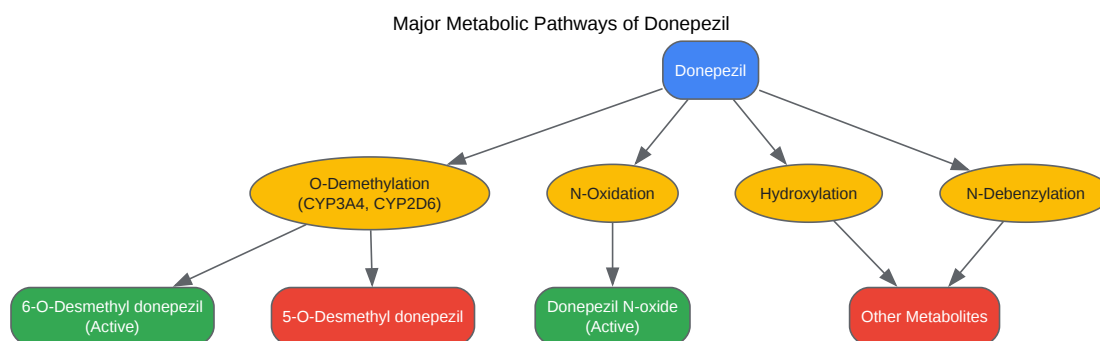 Major Metabolic Pathways of Donepezil
Donepezil
O-Demethylation
(CYP3A4, CYP2D6)
N-Oxidation
Hydroxylation
N-Debenzylation
6-O-Desmethyl donepezil
(Active)
5-O-Desmethyl donepezil
Donepezil N-oxide
(Active)
Other Metabolites